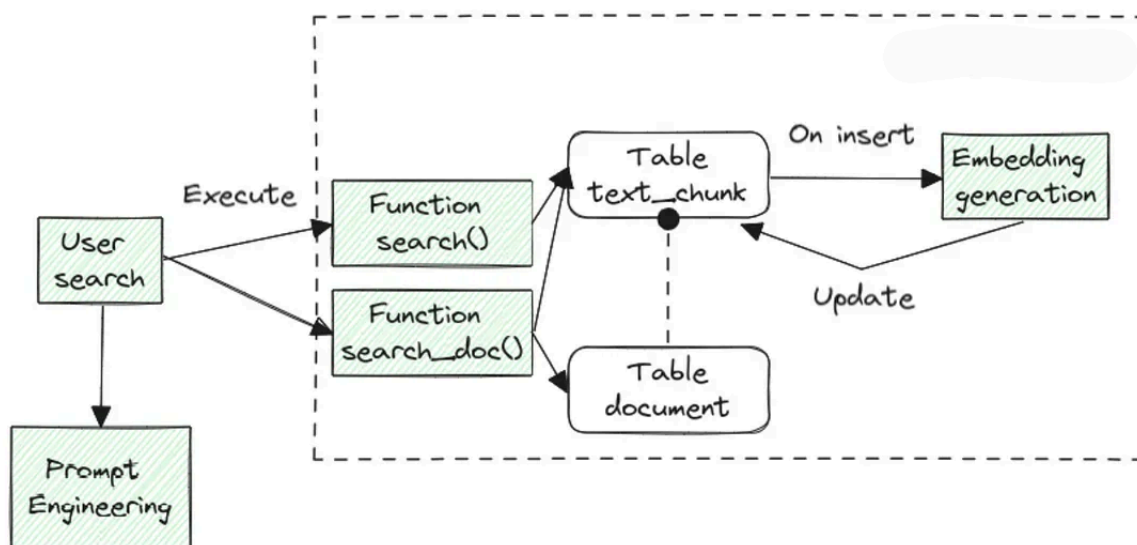 On insert
Table
text_chunk
Embedding
generation
Execute
Function
search()
User
search
Function
search_doc()
Update
Table
document
Prompt
Engineering